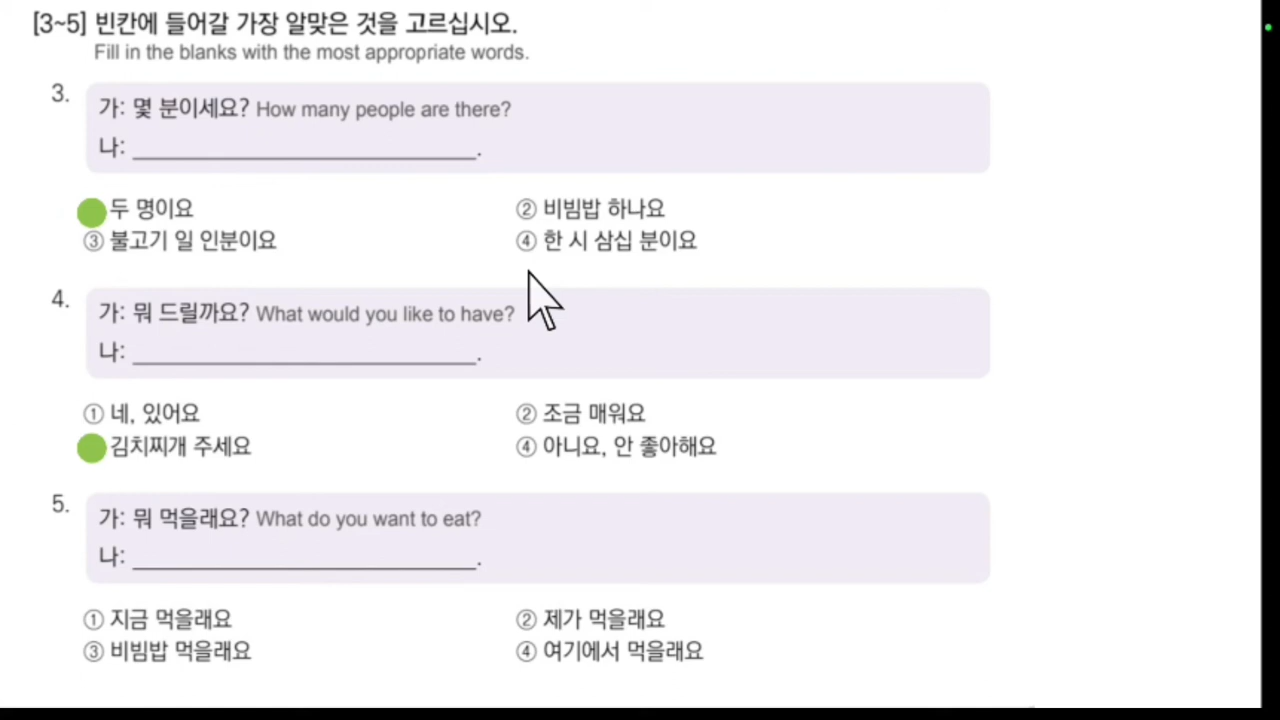 [3~5] 빈칸에 들어갈 가장 알맞은 것을 고르십시오.
Fill in the blanks with the most appropriate words.
3.
가: 몇 분이세요? How many people are there?
나: ______________________________.
두 명이요
② 비빔밥 하나요
③ 불고기 일 인분이요
④ 한 시 삼십 분이요
4.
가: 뭐 드릴까요? What would you like to have?
나: ______________________________.
① 네, 있어요
② 조금 매워요
김치찌개 주세요
④ 아니요, 안 좋아해요
5.
가: 뭐 먹을래요? What do you want to eat?
나: ______________________________.
① 지금 먹을래요
② 제가 먹을래요
③ 비빔밥 먹을래요
④ 여기에서 먹을래요